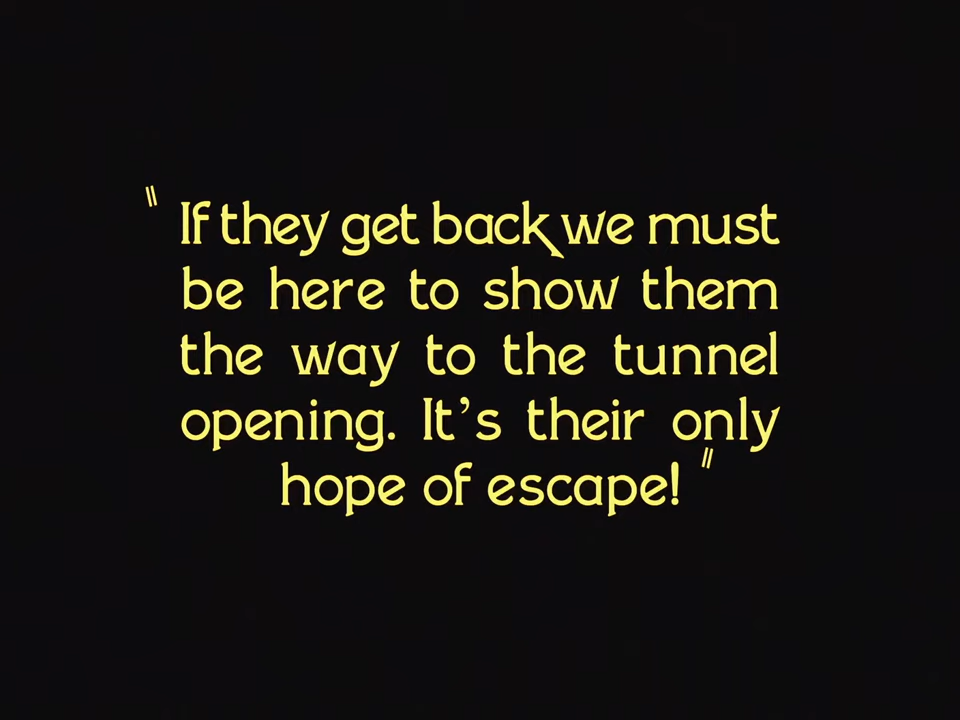 " If they get back we must
be here to show them
the way to the tunnel
opening. It's their only
hope of escape! "